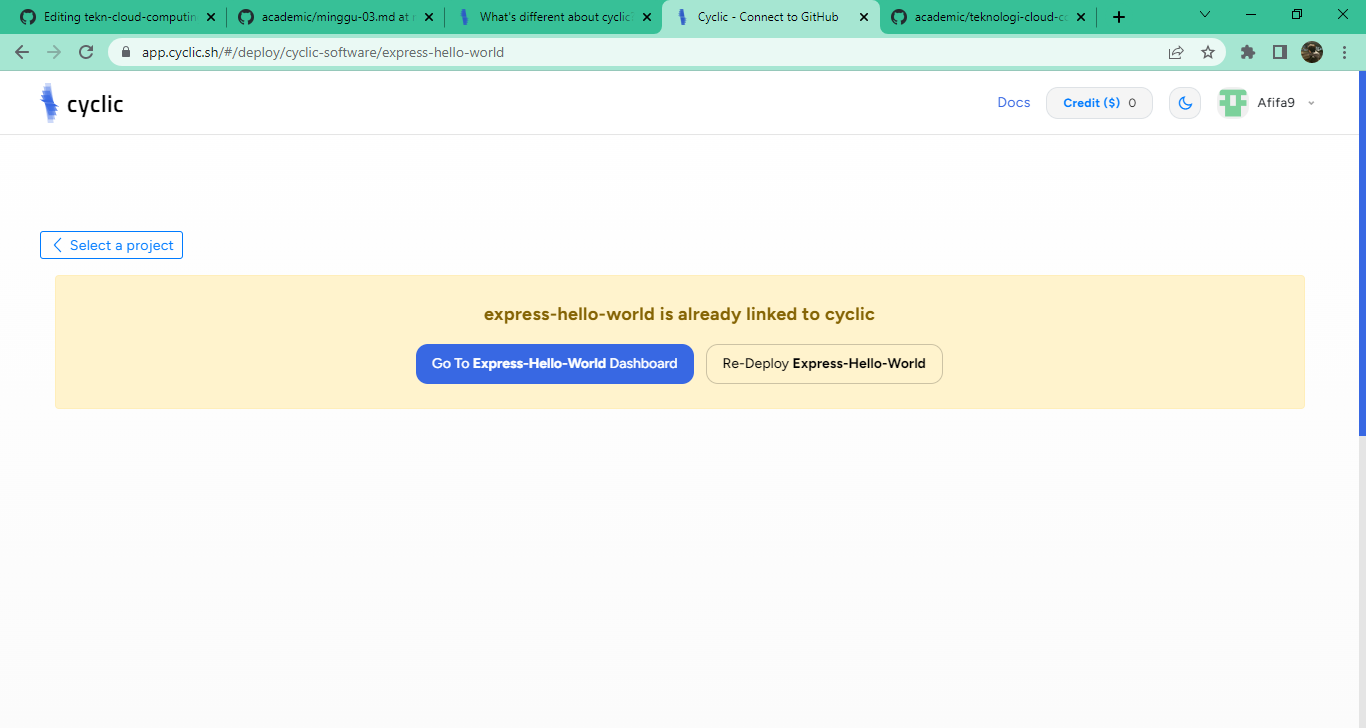 Editing tekn-cloud-computin
academic/minggu-03.md at
What's different about cyclic
Cyclic - Connect to GitHub
academic/teknologi-cloud-c
app.cyclic.sh/#/deploy/cyclic-software/express-hello-world
cyclic
Docs
Credit ($) 0
Afifa9
Select a project
express-hello-world is already linked to cyclic
Go To Express-Hello-World Dashboard
Re-Deploy Express-Hello-World